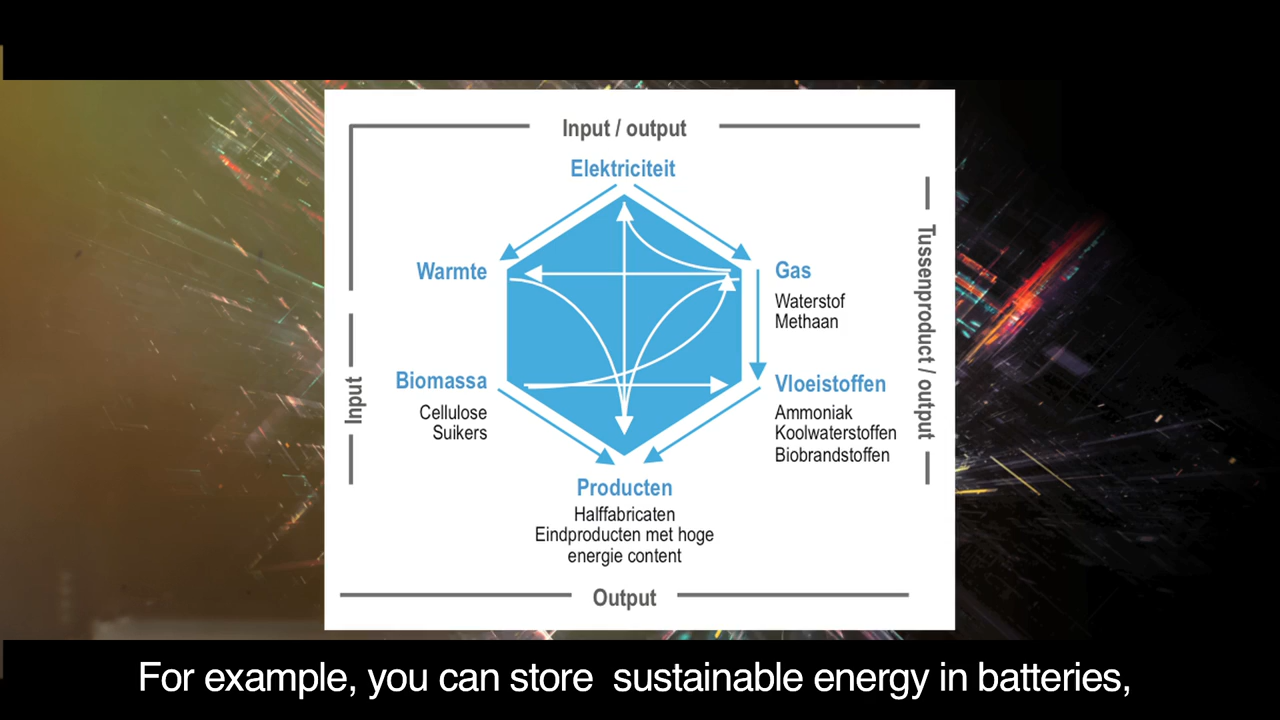 Input / output
Elektriciteit
Warmte
Gas
Waterstof
Methaan
Tussenproduct / output
Input
Biomassa
Cellulose
Suikers
Vloeistoffen
Ammoniak
Koolwaterstoffen
Biobrandstoffen
Producten
Halffabricaten
Eindproducten met hoge
energie content
Output
For example, you can store sustainable energy in batteries,